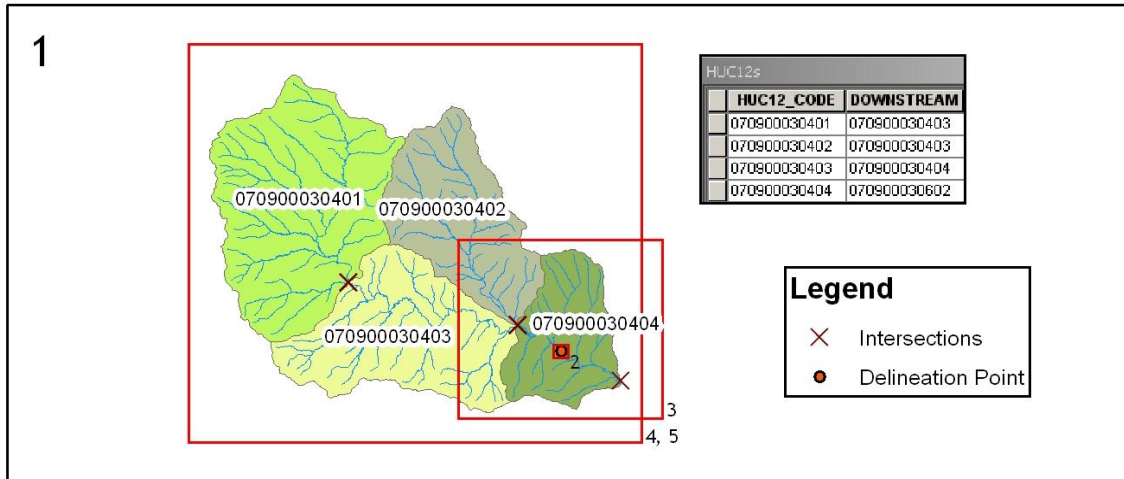 1
HUC12s
HUC12_CODE DOWNSTREAM
070900030401 070900030403
070900030402 070900030403
070900030403 070900030404
070900030404 070900030602
070900030401
070900030402
070900030404
070900030403
2
3
4, 5
Legend
Intersections
Delineation Point